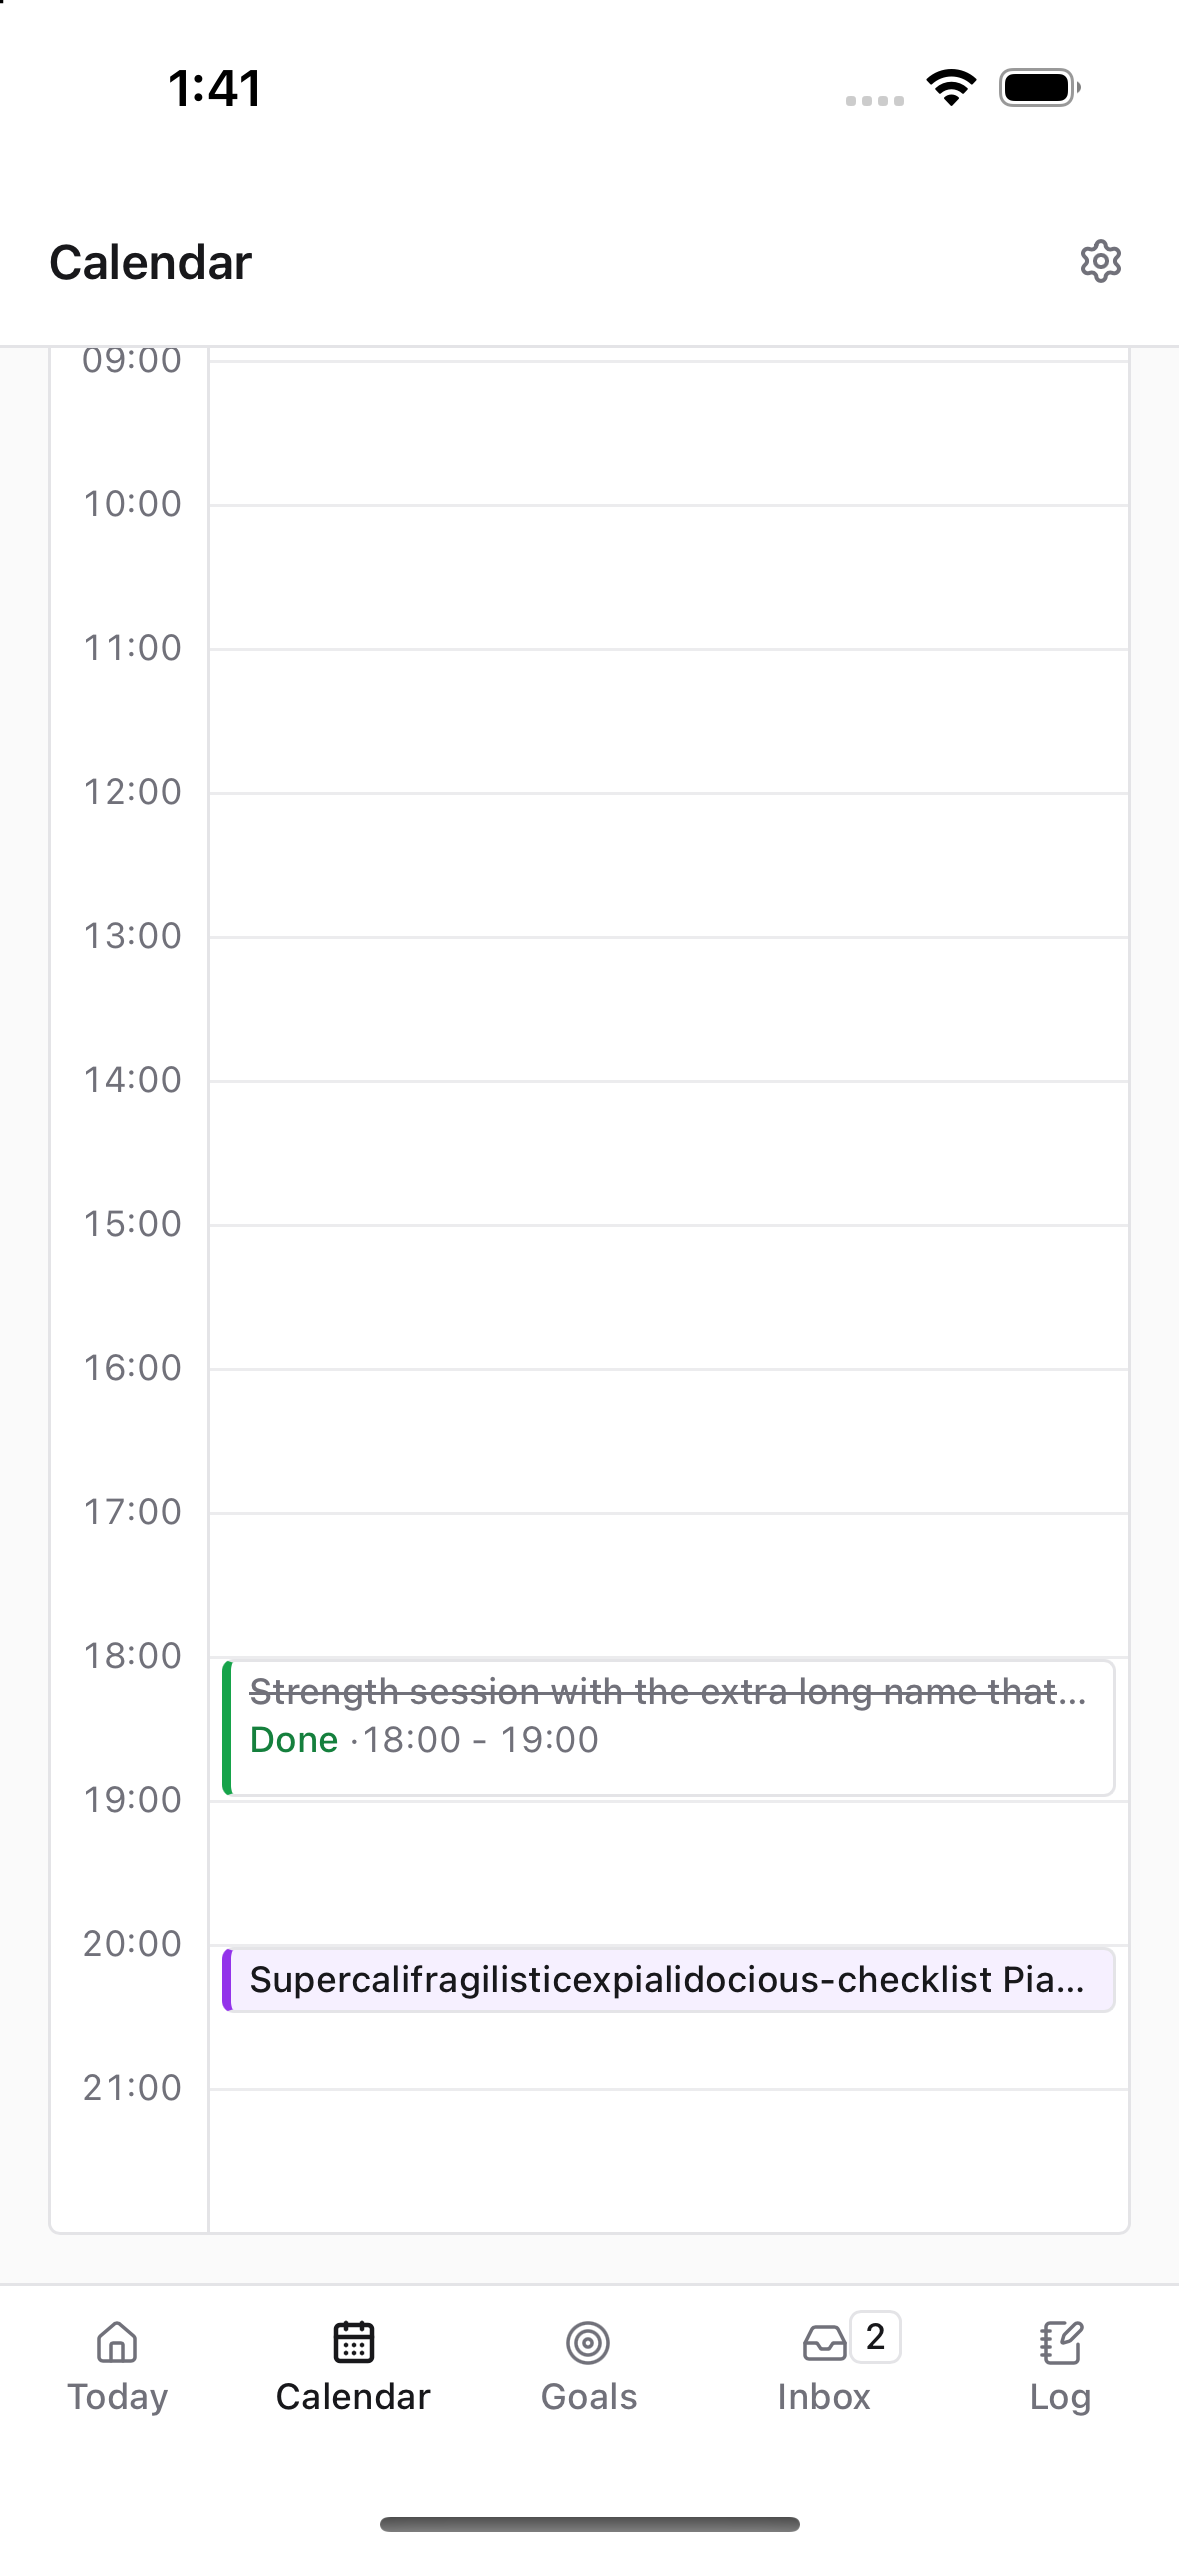 1:41
Calendar
09:00
10:00
11:00
12:00
13:00
14:00
15:00
16:00
17:00
18:00
Strength session with the extra long name that...
Done · 18:00 - 19:00
19:00
20:00
Supercalifragilisticexpialidocious-checklist Pia...
21:00
2
Today
Calendar
Goals
Inbox
Log